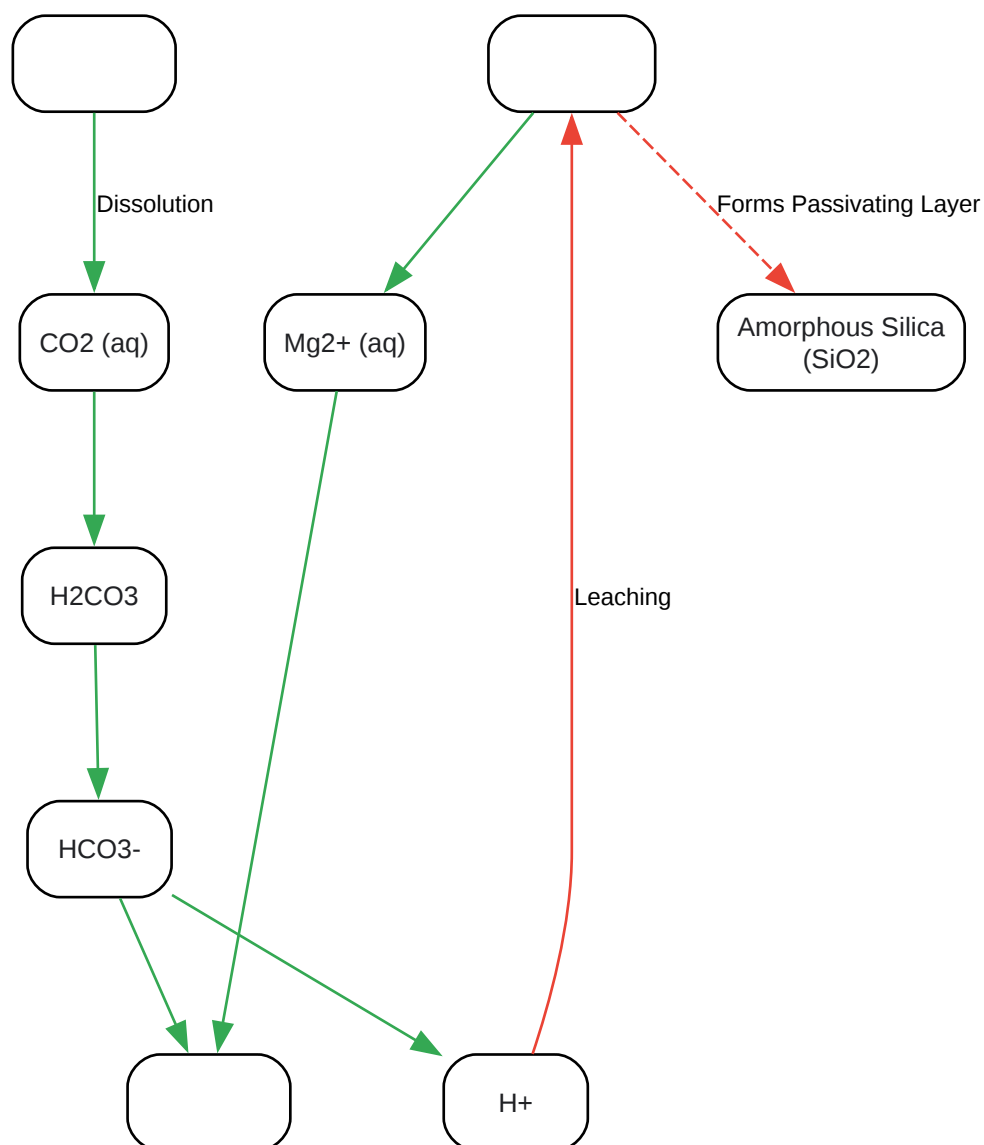 Dissolution
Forms Passivating Layer
CO2 (aq)
Mg2+ (aq)
Amorphous Silica
(SiO2)
H2CO3
Leaching
HCO3-
H+